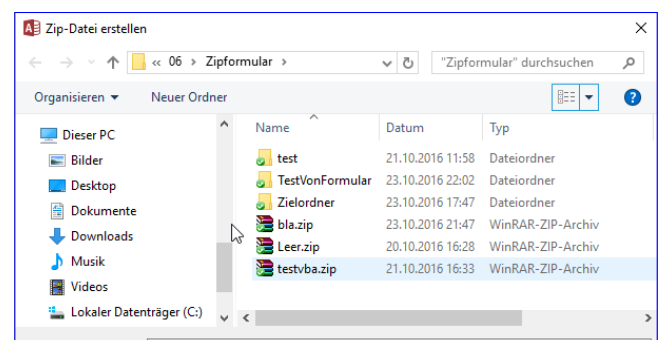 Zip-Datei erstellen
« 06 > Zipformular >
"Zipformular" durchsuchen
Organisieren
Neuer Ordner
Name Datum Typ
Dieser PC
Bilder
Desktop
Dokumente
Downloads
Musik
Videos
Lokaler Datenträger (C:)
test 21.10.2016 11:58 Dateiordner
TestVonFormular 23.10.2016 22:02 Dateiordner
Zielordner 23.10.2016 17:47 Dateiordner
bla.zip 23.10.2016 21:47 WinRAR-ZIP-Archiv
Leer.zip 20.10.2016 16:28 WinRAR-ZIP-Archiv
testvba.zip 21.10.2016 16:33 WinRAR-ZIP-Archiv